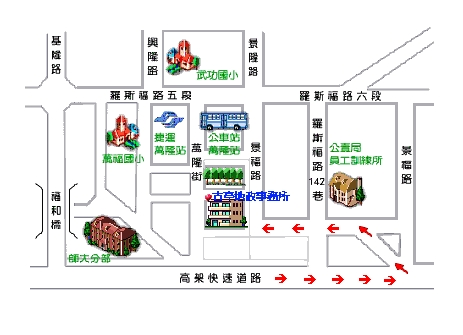 基隆路
興隆路
景隆路
武功國小
羅斯福路五段
羅斯福路六段
捷運
萬隆站
公車站
萬隆站
萬福國小
萬隆街
景福路
羅斯福路
142
巷
公賣局
員工訓練所
景福路
古亭地政事務所
福和橋
師大分部
高架快速道路